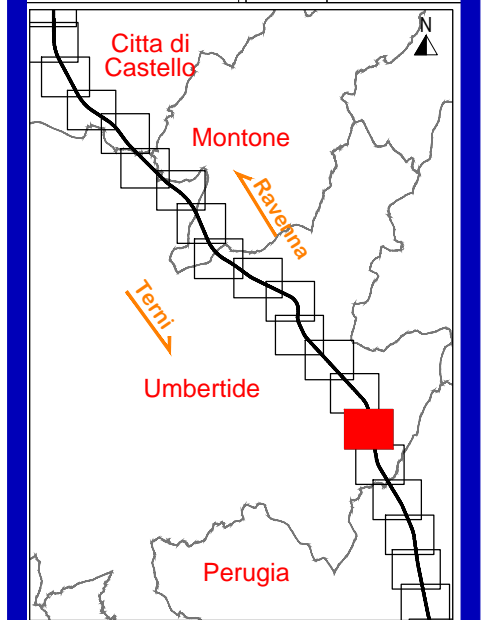 N
Citta di
Castello
Montone
Ravenna
Terni
Umbertide
Perugia